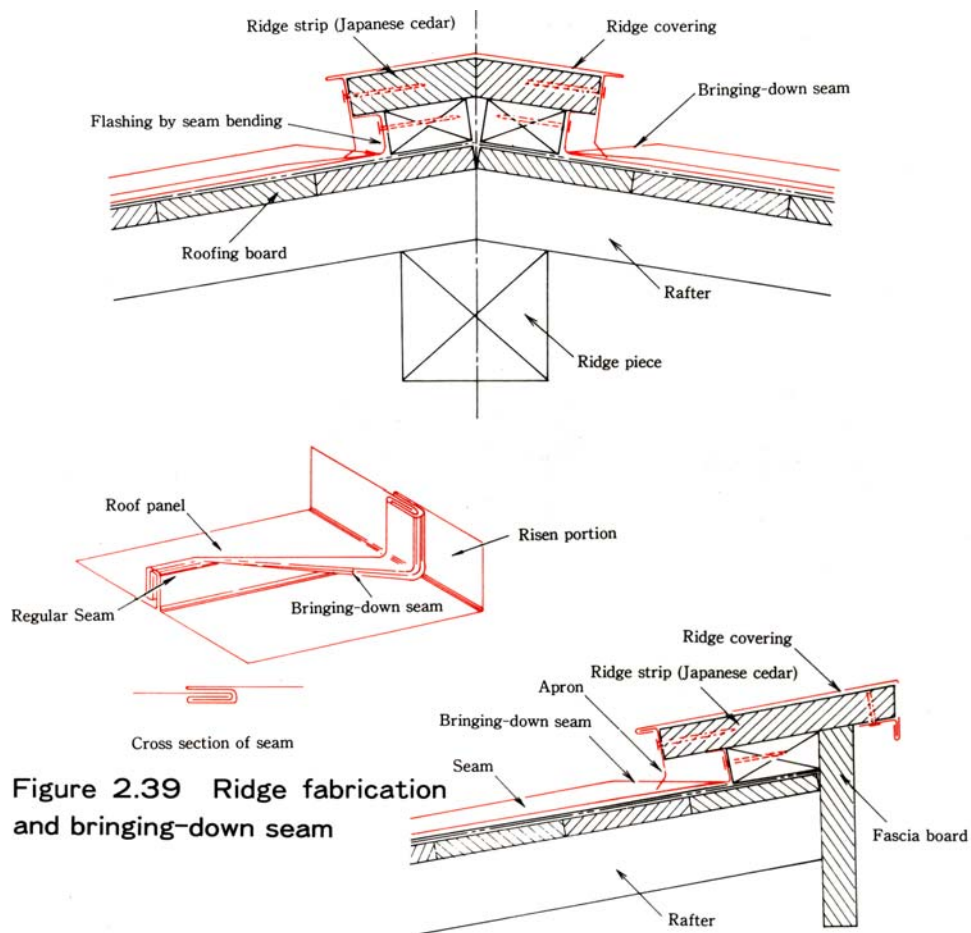 Ridge strip (Japanese cedar)
Ridge covering
Bringing-down seam
Flashing by seam bending
Roofing board
Rafter
Ridge piece
Roof panel
Risen portion
Regular Seam
Bringing-down seam
Cross section of seam
Ridge covering
Ridge strip (Japanese cedar)
Apron
Bringing-down seam
Seam
Fascia board
Rafter
Figure 2.39 Ridge fabrication
and bringing-down seam